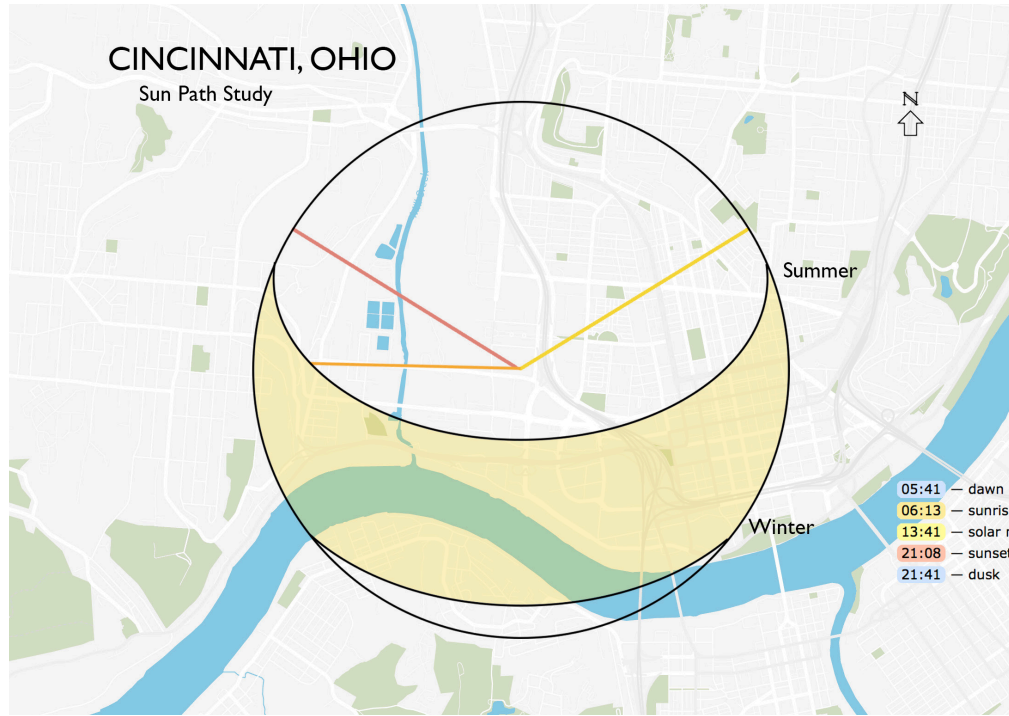 CINCINNATI, OHIO
Sun Path Study
N
Summer
Winter
05:41 — dawn
06:13 — sunris
13:41 — solar
21:08 — sunset
21:41 — dusk